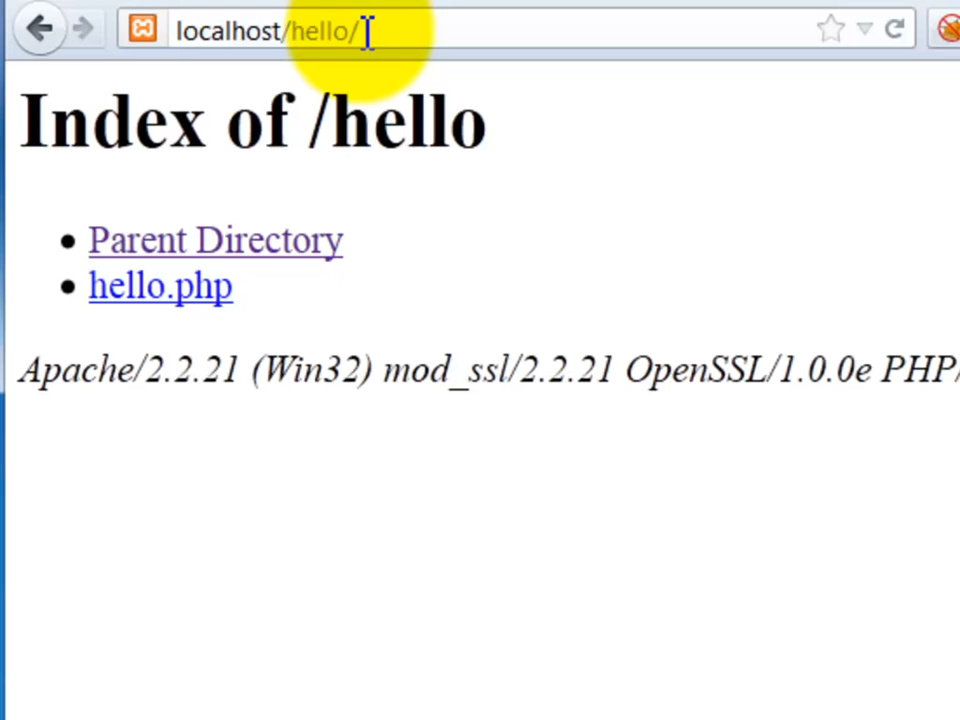 localhost/hello/
Index of /hello
Parent Directory
hello.php
Apache/2.2.21 (Win32) mod_ssl/2.2.21 OpenSSL/1.0.0e PHP/